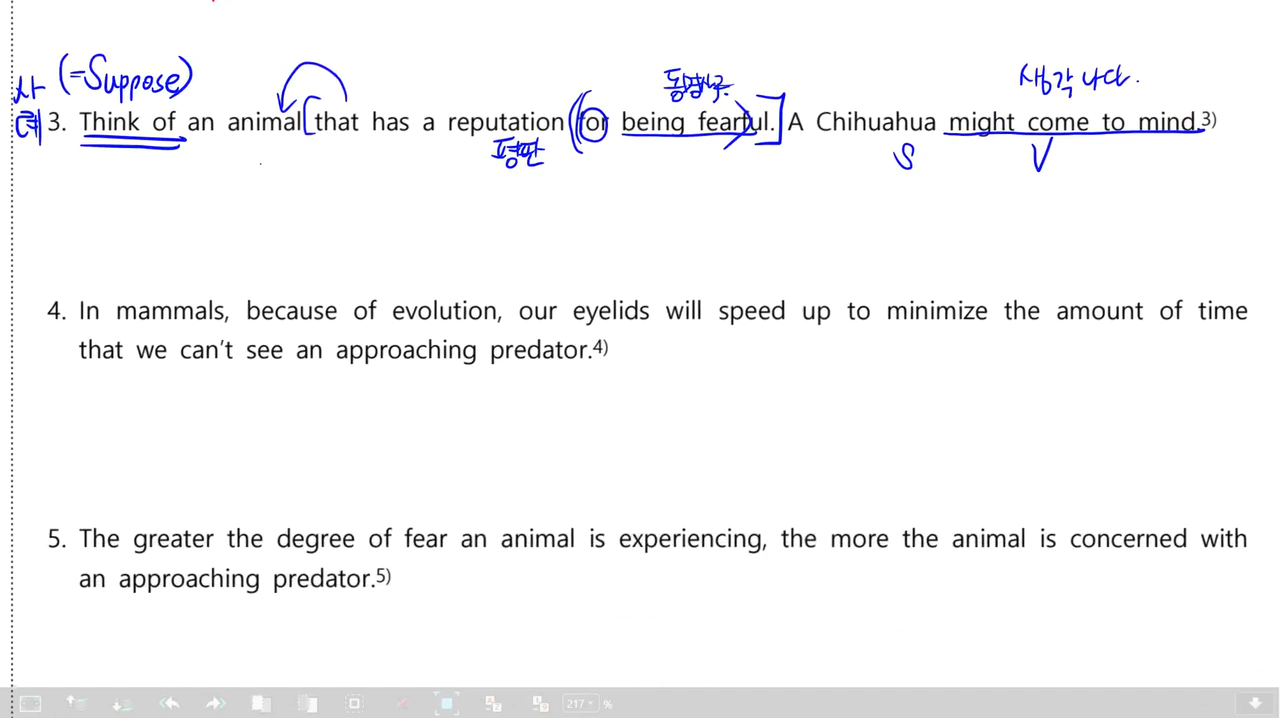 사 (=Suppose) 동명사구 생각나다.
예 3. Think of an animal that has a reputation for being fearful. A Chihuahua might come to mind.3)
평판 S V
4. In mammals, because of evolution, our eyelids will speed up to minimize the amount of time
that we can't see an approaching predator.4)
5. The greater the degree of fear an animal is experiencing, the more the animal is concerned with
an approaching predator.5)
217 %